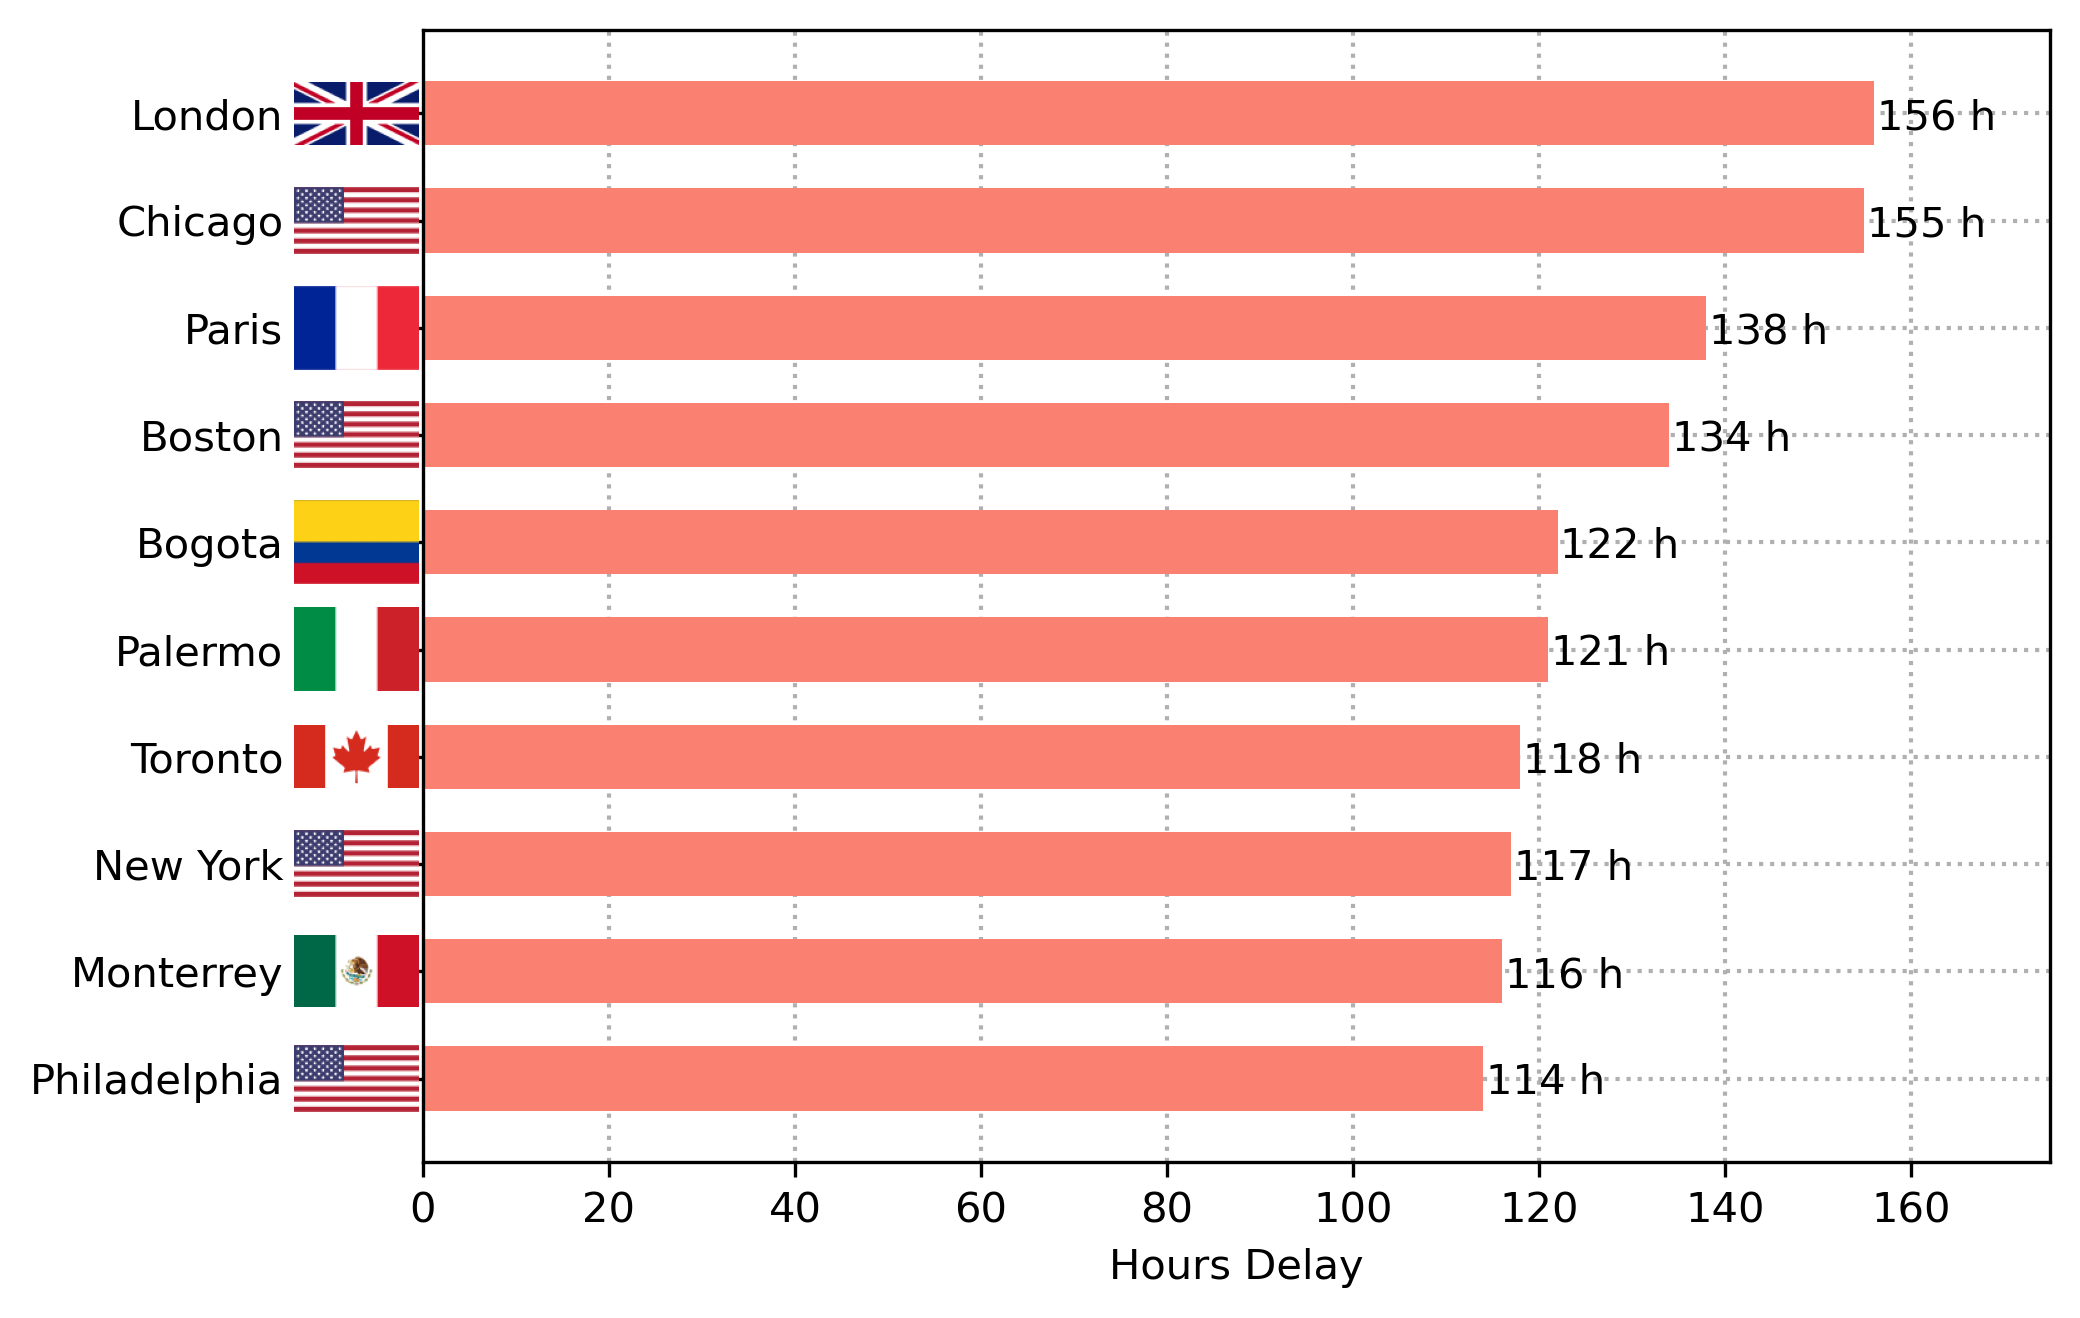 London 156 h
Chicago 155 h
Paris 138 h
Boston 134 h
Bogota 122 h
Palermo 121 h
Toronto 118 h
New York 117 h
Monterrey 116 h
Philadelphia 114 h
0 20 40 60 80 100 120 140 160
Hours Delay